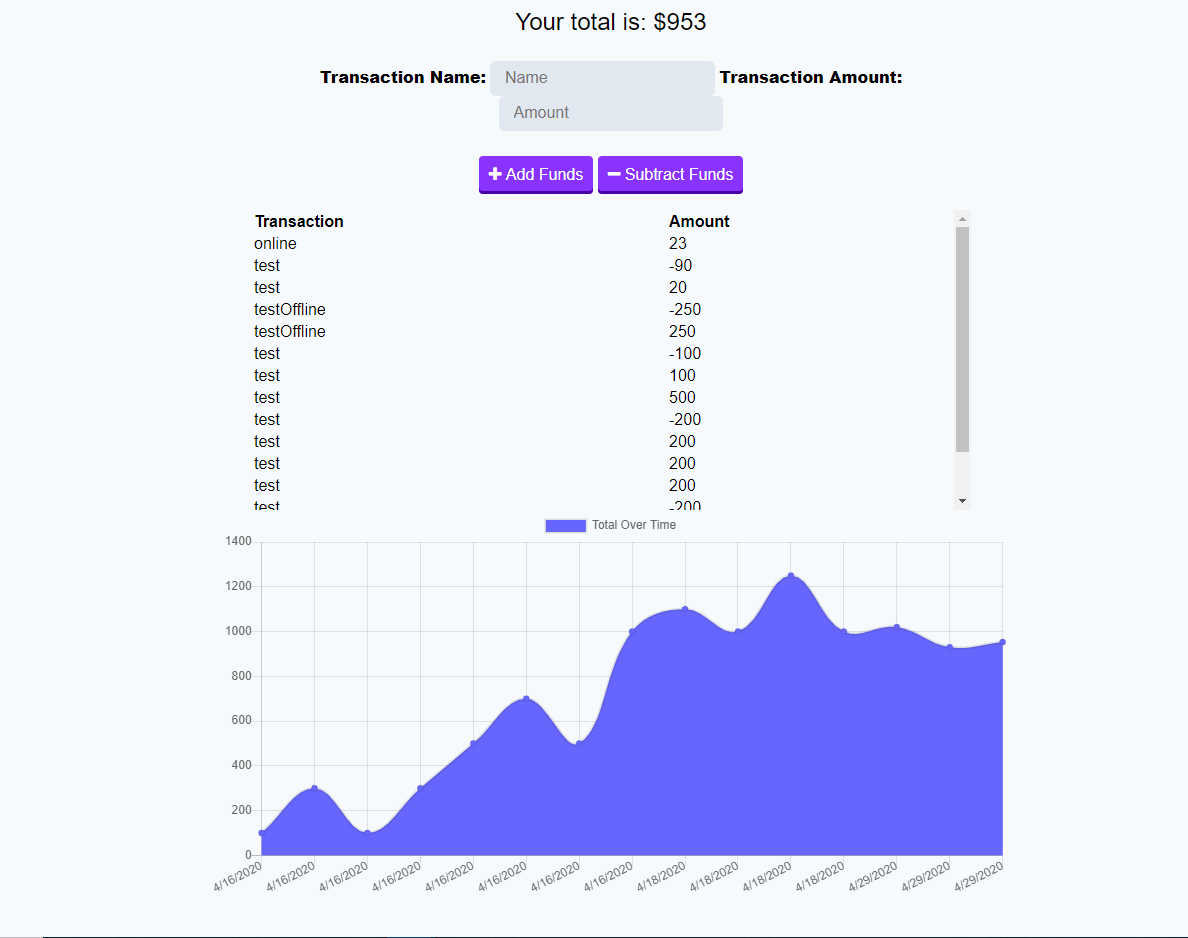 Your total is: $953
Transaction Name: Name Transaction Amount:
Amount
Add Funds Subtract Funds
Transaction Amount
online 23
test -90
test 20
testOffline -250
testOffline 250
test -100
test 100
test 500
test -200
test 200
test 200
test 200
test -200
Total Over Time
1400
1200
1000
800
600
400
200
0
4/16/2020 4/16/2020 4/16/2020 4/16/2020 4/16/2020 4/16/2020 4/16/2020 4/16/2020 4/18/2020 4/18/2020 4/18/2020 4/18/2020 4/29/2020 4/29/2020 4/29/2020